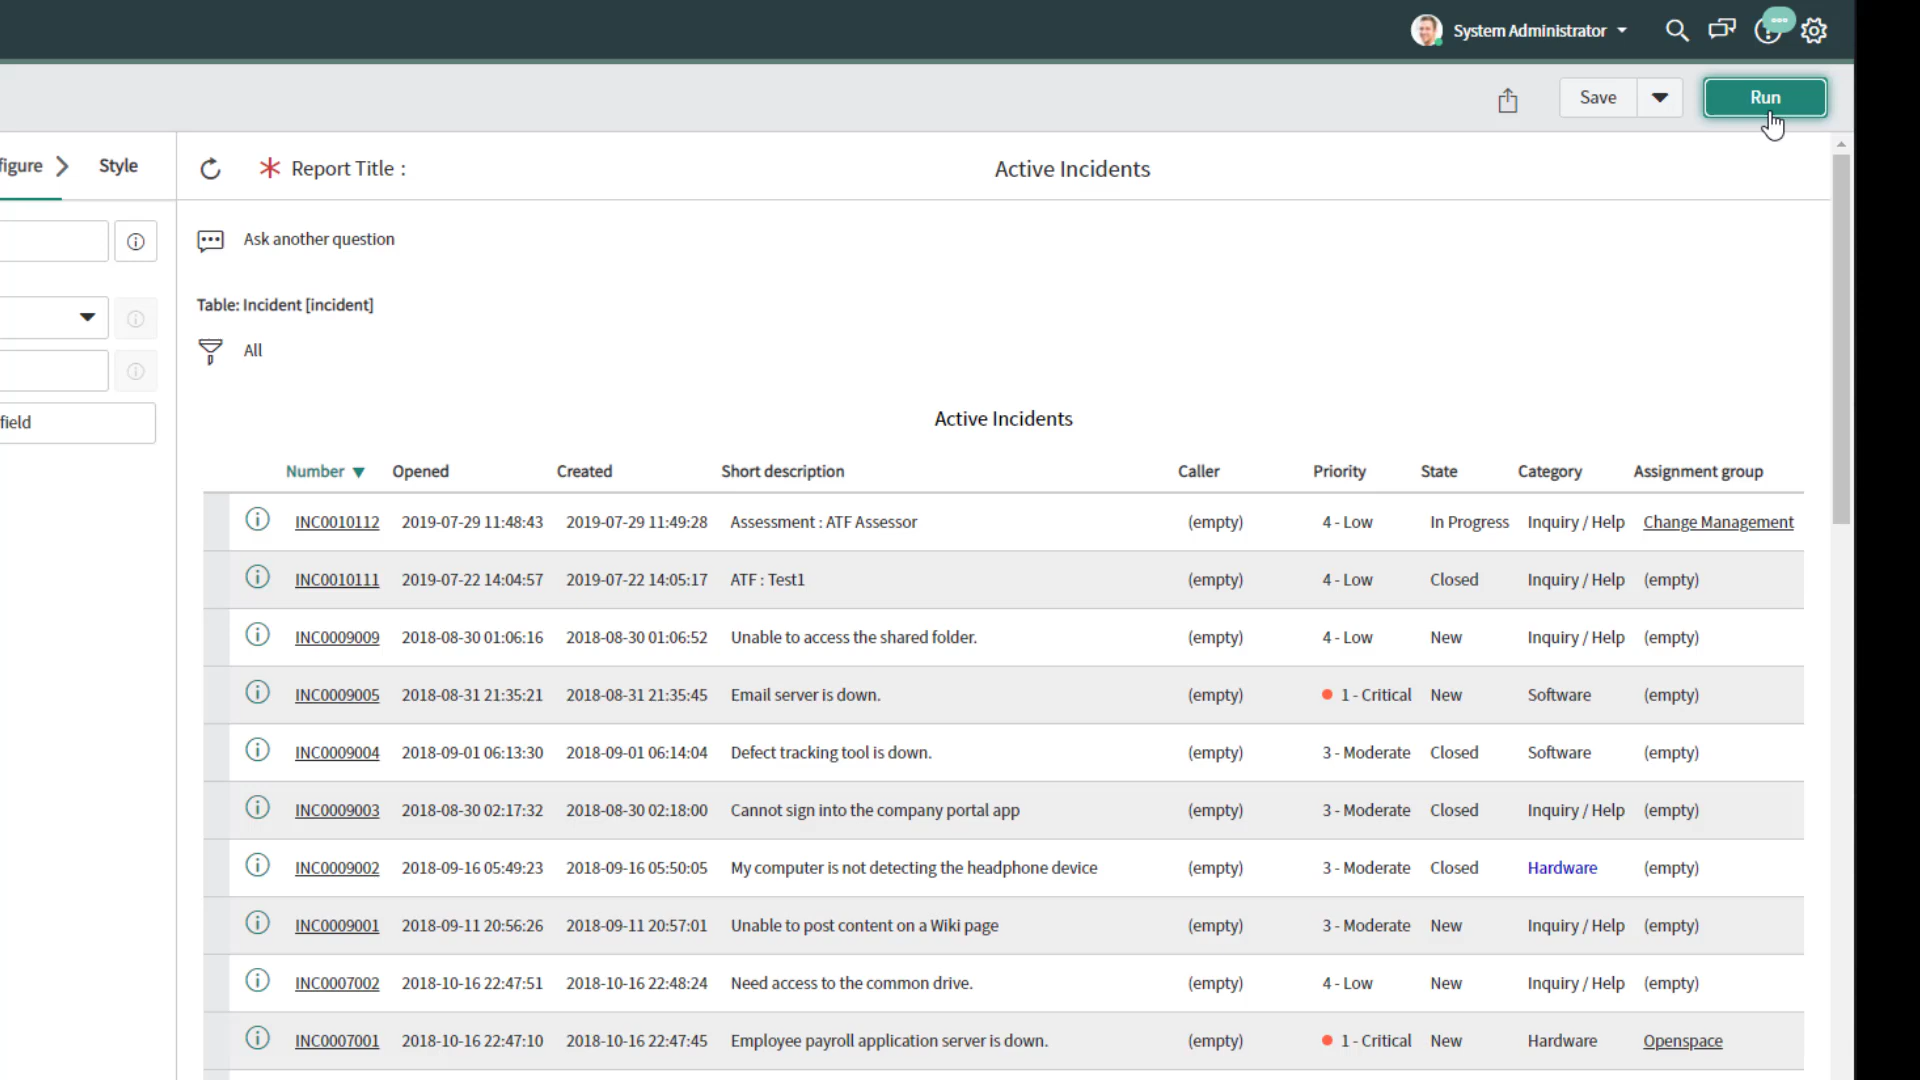 System Administrator
Save
Run
figure
Style
Report Title :
Active Incidents
Ask another question
Table: Incident [incident]
All
field
Active Incidents
Number Opened Created Short description Caller Priority State Category Assignment group
INC0010112 2019-07-29 11:48:43 2019-07-29 11:49:28 Assessment : ATF Assessor (empty) 4 - Low In Progress Inquiry / Help Change Management
INC0010111 2019-07-22 14:04:57 2019-07-22 14:05:17 ATF : Test1 (empty) 4 - Low Closed Inquiry / Help (empty)
INC0009009 2018-08-30 01:06:16 2018-08-30 01:06:52 Unable to access the shared folder. (empty) 4 - Low New Inquiry / Help (empty)
INC0009005 2018-08-31 21:35:21 2018-08-31 21:35:45 Email server is down. (empty) 1 - Critical New Software (empty)
INC0009004 2018-09-01 06:13:30 2018-09-01 06:14:04 Defect tracking tool is down. (empty) 3 - Moderate Closed Software (empty)
INC0009003 2018-08-30 02:17:32 2018-08-30 02:18:00 Cannot sign into the company portal app (empty) 3 - Moderate Closed Inquiry / Help (empty)
INC0009002 2018-09-16 05:49:23 2018-09-16 05:50:05 My computer is not detecting the headphone device (empty) 3 - Moderate Closed Hardware (empty)
INC0009001 2018-09-11 20:56:26 2018-09-11 20:57:01 Unable to post content on a Wiki page (empty) 3 - Moderate New Inquiry / Help (empty)
INC0007002 2018-10-16 22:47:51 2018-10-16 22:48:24 Need access to the common drive. (empty) 4 - Low New Inquiry / Help (empty)
INC0007001 2018-10-16 22:47:10 2018-10-16 22:47:45 Employee payroll application server is down. (empty) 1 - Critical New Hardware Openspace